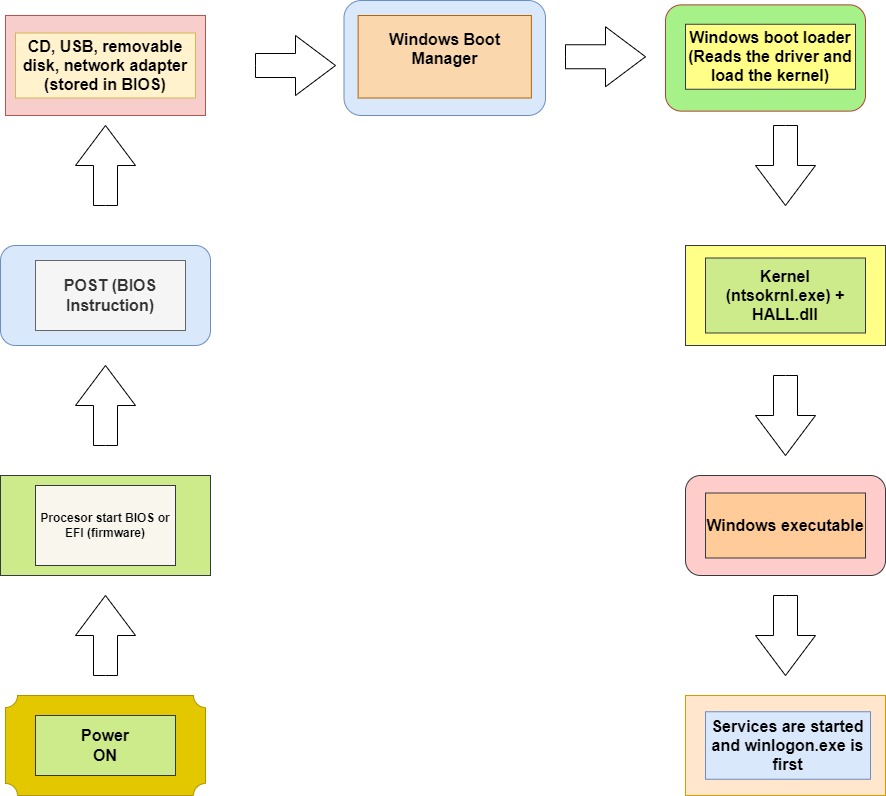 CD, USB, removable
disk, network adapter
(stored in BIOS)
Windows Boot
Manager
Windows boot loader
(Reads the driver and
load the kernel)
POST (BIOS
Instruction)
Kernel
(ntsokrnl.exe) +
HALL.dll
Procesor start BIOS or
EFI (firmware)
Windows executable
Power
ON
Services are started
and winlogon.exe is
first